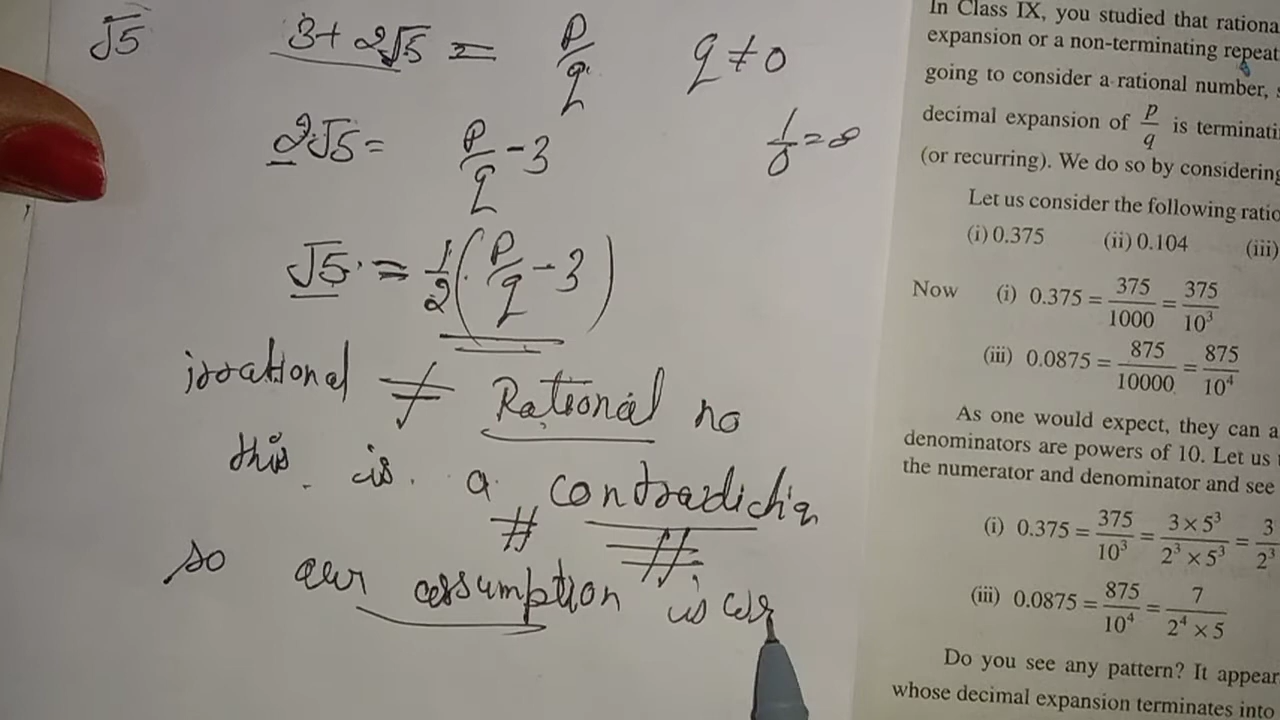 √5 3+2√5 = p/q q ≠ 0
2√5 = p/q - 3 1/0 = ∞
√5 = 1/2 (p/q - 3)
irrational ≠ Rational no
this is a contradiction
so our assumption is
In Class IX, you studied that rationa
expansion or a non-terminating repeat
going to consider a rational number, s
decimal expansion of p/q is terminati
(or recurring). We do so by considering
Let us consider the following ratio
(i) 0.375 (ii) 0.104 (iii)
Now (i) 0.375 = 375/1000 = 375/10³
(iii) 0.0875 = 875/10000 = 875/10⁴
As one would expect, they can a
denominators are powers of 10. Let us
the numerator and denominator and see
(i) 0.375 = 375/10³ = 3 × 5³/2³ × 5³ = 3/2³
(iii) 0.0875 = 875/10⁴ = 7/2⁴ × 5
Do you see any pattern? It appear
whose decimal expansion terminates into